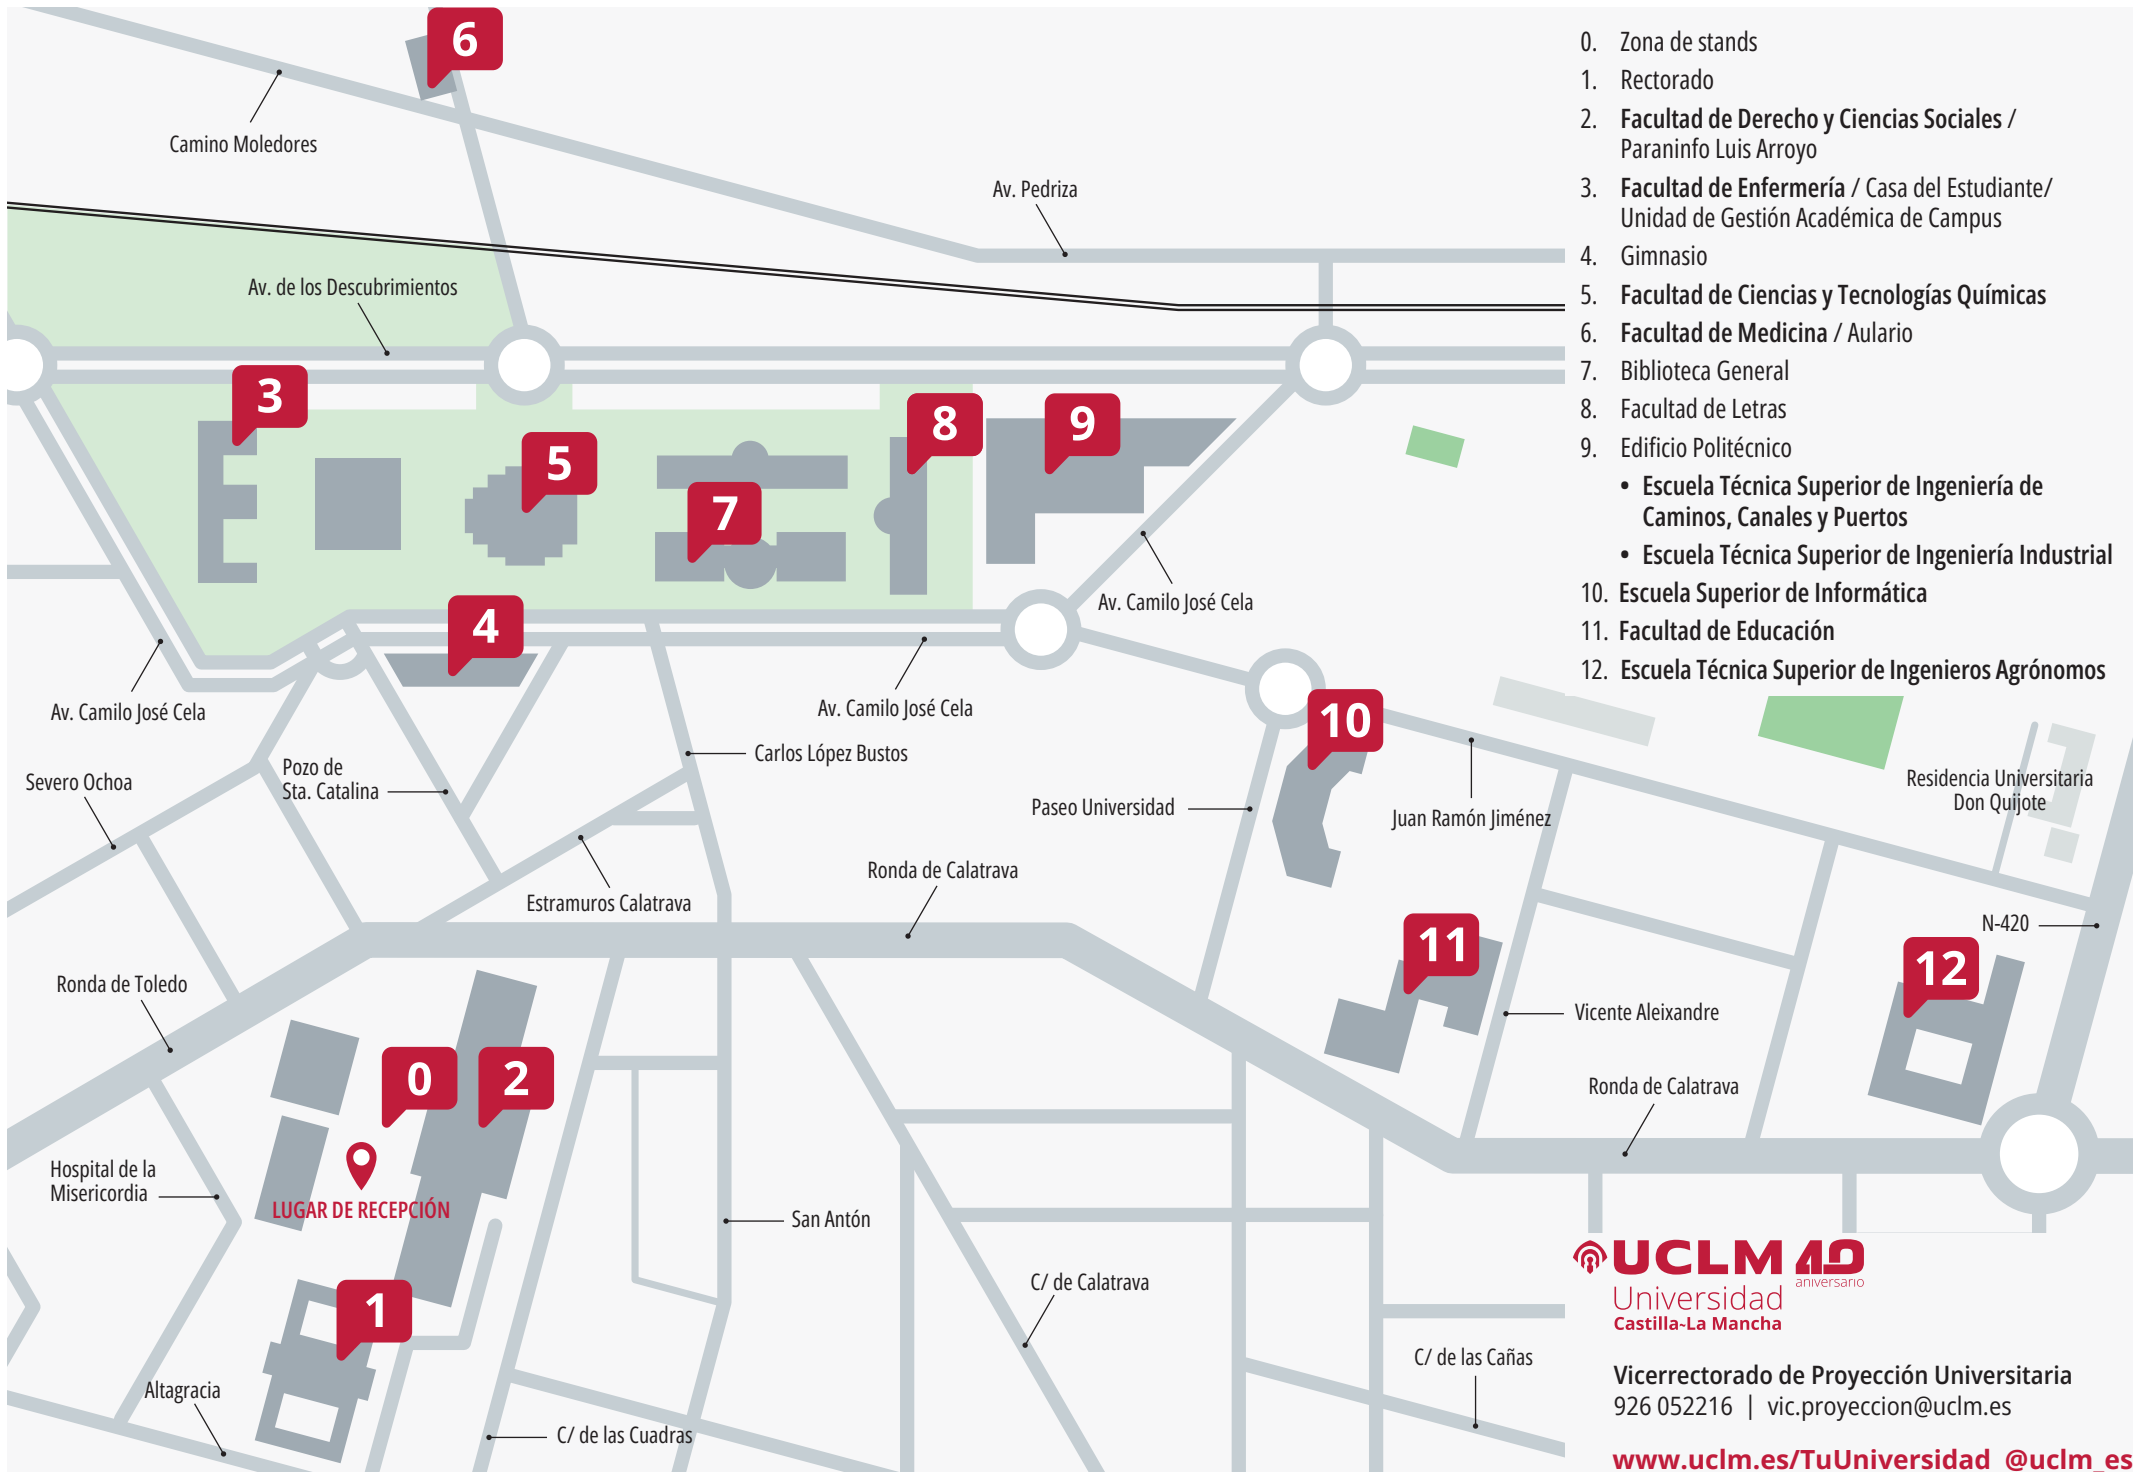 6
Camino Moledores
Av. Pedriza
Av. de los Descubrimientos
3
5
7
8
9
4
Av. Camilo José Cela
Av. Camilo José Cela
Av. Camilo José Cela
Severo Ochoa
Pozo de
Sta. Catalina
Carlos López Bustos
Estramuros Calatrava
Paseo Universidad
10
Juan Ramón Jiménez
Residencia Universitaria
Don Quijote
Ronda de Calatrava
N-420
11
12
Ronda de Toledo
Vicente Aleixandre
Ronda de Calatrava
0
2
Hospital de la
Misericordia
LUGAR DE RECEPCIÓN
San Antón
1
C/ de Calatrava
C/ de las Cañas
Altagracia
C/ de las Cuadras
0. Zona de stands
1. Rectorado
2. Facultad de Derecho y Ciencias Sociales /
Paraninfo Luis Arroyo
3. Facultad de Enfermería / Casa del Estudiante/
Unidad de Gestión Académica de Campus
4. Gimnasio
5. Facultad de Ciencias y Tecnologías Químicas
6. Facultad de Medicina / Aulario
7. Biblioteca General
8. Facultad de Letras
9. Edificio Politécnico
• Escuela Técnica Superior de Ingeniería de
Caminos, Canales y Puertos
• Escuela Técnica Superior de Ingeniería Industrial
10. Escuela Superior de Informática
11. Facultad de Educación
12. Escuela Técnica Superior de Ingenieros Agrónomos
UCLM 40
aniversario
Universidad
Castilla-La Mancha
Vicerrectorado de Proyección Universitaria
926 052216 | vic.proyeccion@uclm.es
www.uclm.es/TuUniversidad @uclm_es